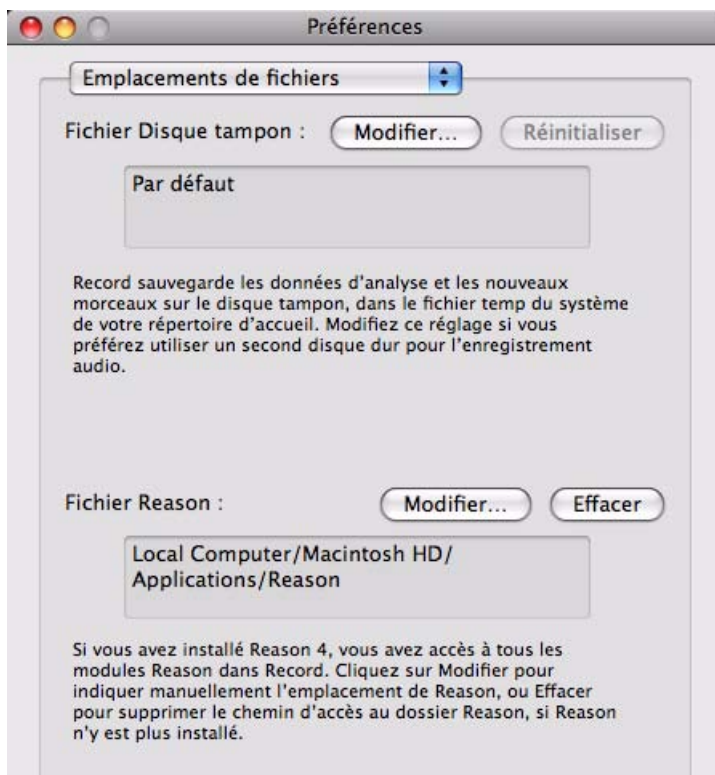 Préférences
Emplacements de fichiers
Fichier Disque tampon : Modifier... Réinitialiser
Par défaut
Record sauvegarde les données d'analyse et les nouveaux
morceaux sur le disque tampon, dans le fichier temp du système
de votre répertoire d'accueil. Modifiez ce réglage si vous
préférez utiliser un second disque dur pour l'enregistrement
audio.
Fichier Reason : Modifier... Effacer
Local Computer/Macintosh HD/
Applications/Reason
Si vous avez installé Reason 4, vous avez accès à tous les
modules Reason dans Record. Cliquez sur Modifier pour
indiquer manuellement l'emplacement de Reason, ou Effacer
pour supprimer le chemin d'accès au dossier Reason, si Reason
n'y est plus installé.